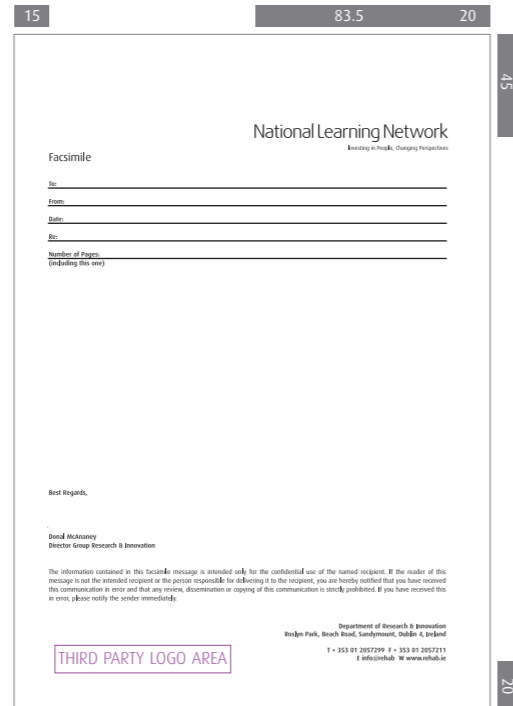 15
83.5
20
45
National Learning Network
Investing in People, Changing Perspectives
Facsimile
To:
From:
Date:
Re:
Number of Pages:
(including this one)
Best Regards,
Donal McAnaney
Director Group Research & Innovation
The information contained in this facsimile message is intended only for the confidential use of the named recipient. If the reader of this
message is not the intended recipient or the person responsible for delivering it to the recipient, you are hereby notified that you have received
this communication in error and that any review, dissemination or copying of this communication is strictly prohibited. If you have received this
in error, please notify the sender immediately.
Department of Research & Innovation
Roslyn Park, Beach Road, Sandymount, Dublin 4, Ireland
T + 353 01 2057299 F + 353 01 2057211
E info@rehab W www.rehab.ie
THIRD PARTY LOGO AREA
20